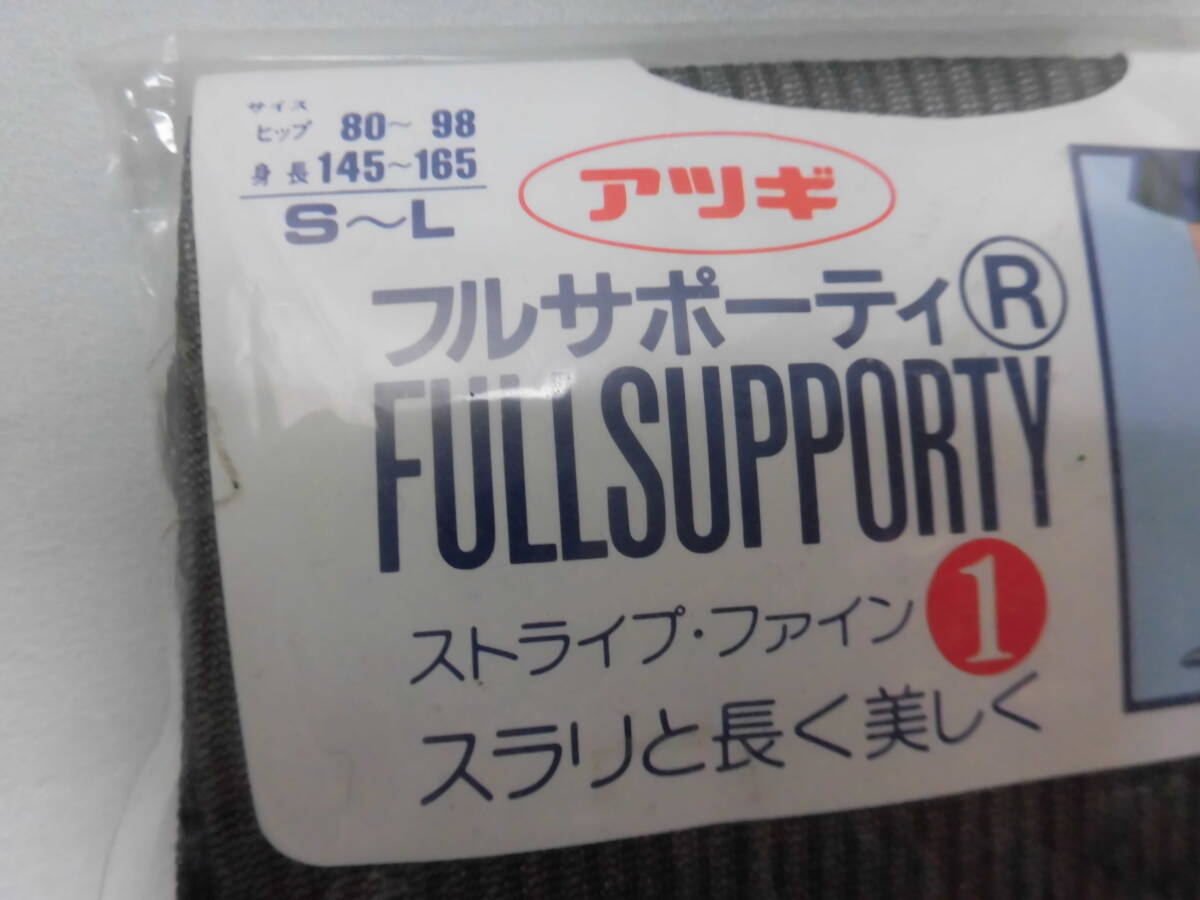 サイズ
ヒップ 80～98
身長 145～165
S～L
アツギ
フルサポーティ®
FULLSUPPORTY
ストライプ・ファイン 1
スラリと長く美しく